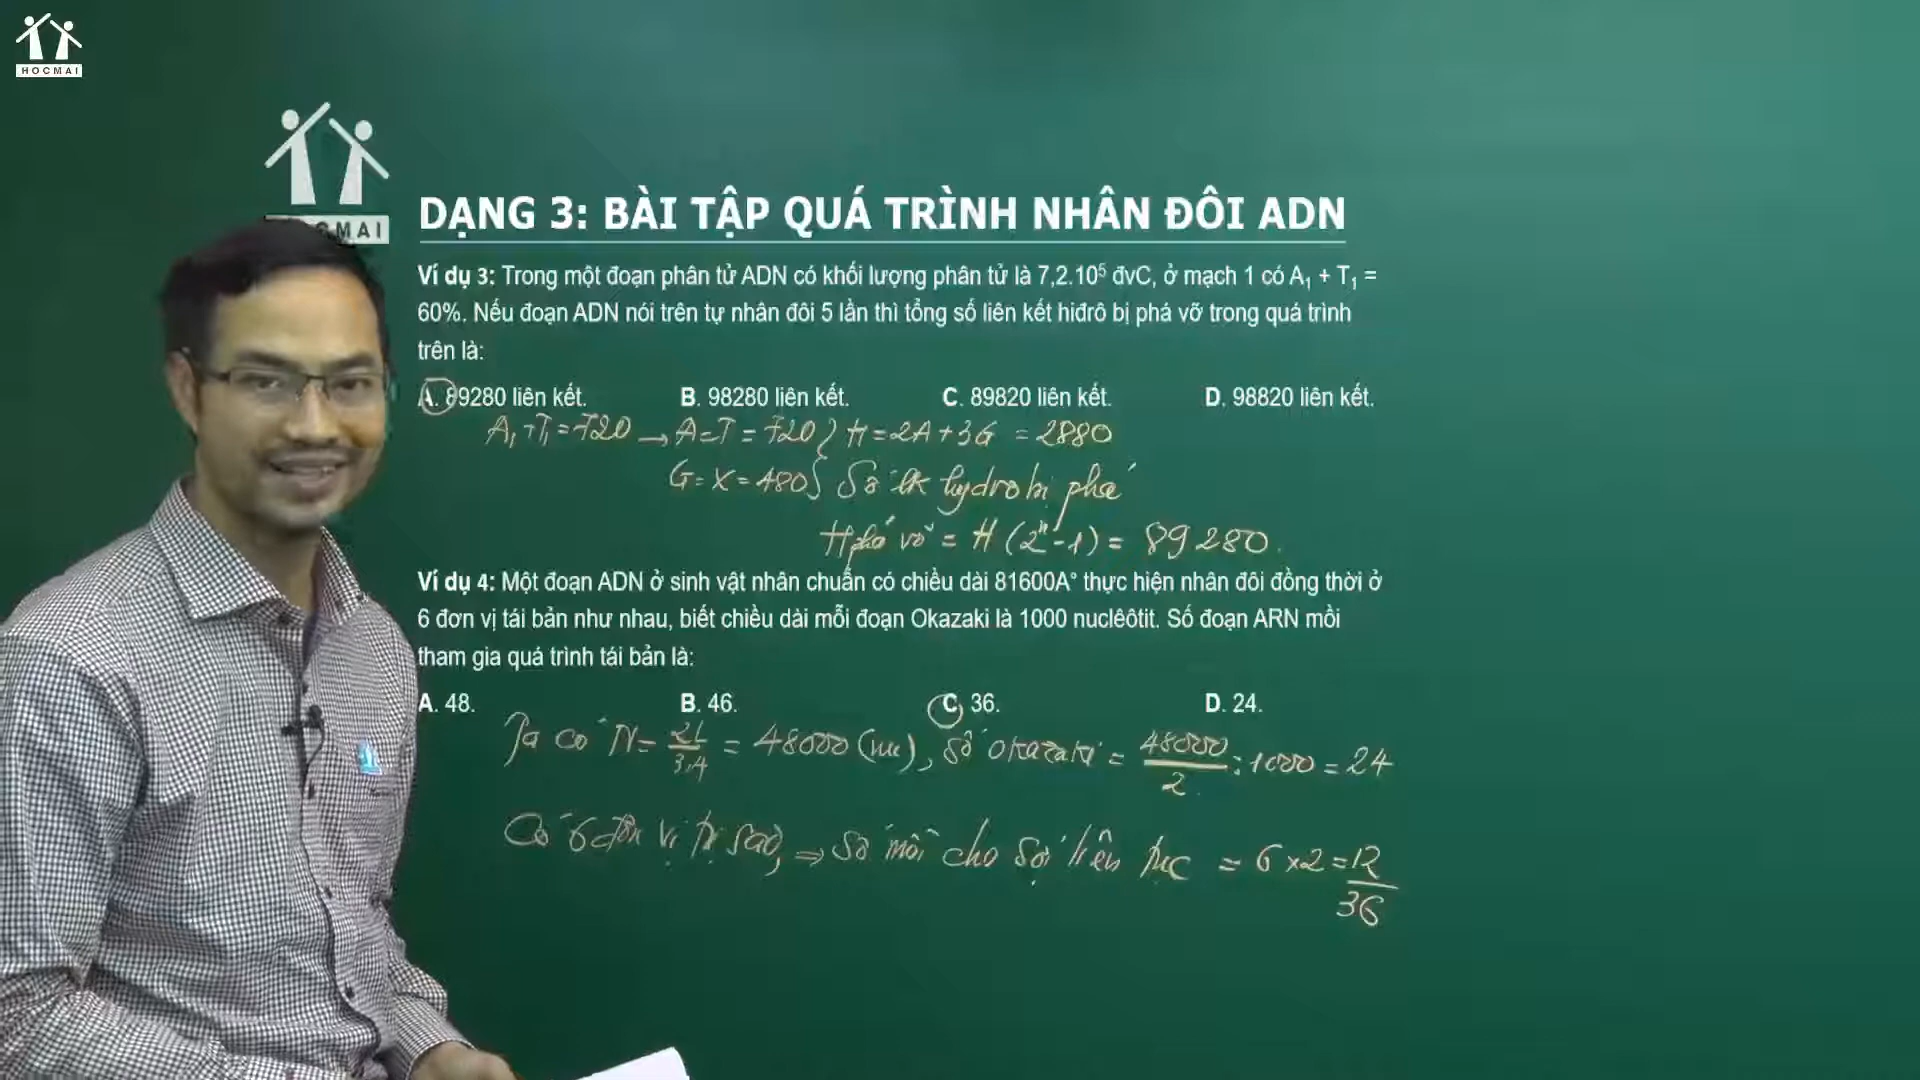 HOCMAI
CMAI
DẠNG 3: BÀI TẬP QUÁ TRÌNH NHÂN ĐÔI ADN
Ví dụ 3: Trong một đoạn phân tử ADN có khối lượng phân tử là 7,2.10⁵ đvC, ở mạch 1 có A₁ + T₁ =
60%. Nếu đoạn ADN nói trên tự nhân đôi 5 lần thì tổng số liên kết hiđrô bị phá vỡ trong quá trình
trên là:
A. 89280 liên kết. B. 98280 liên kết. C. 89820 liên kết. D. 98820 liên kết.
A₁+T₁=720 → A=T=720 } H=2A+3G = 2880
G=X=480 } Số lk hydro bị phá
H phá vỡ = H(2ⁿ-1) = 89280.
Ví dụ 4: Một đoạn ADN ở sinh vật nhân chuẩn có chiều dài 81600A° thực hiện nhân đôi đồng thời ở
6 đơn vị tái bản như nhau, biết chiều dài mỗi đoạn Okazaki là 1000 nuclêôtit. Số đoạn ARN mồi
tham gia quá trình tái bản là:
A. 48. B. 46. C. 36. D. 24.
Ta có N = 2L/3,4 = 48000 (nu), số okazaki = 48000/2 : 1000 = 24
Có 6 đơn vị tự sao, ⇒ số mồi cho sợi liên tục = 6 x 2 = 12
36